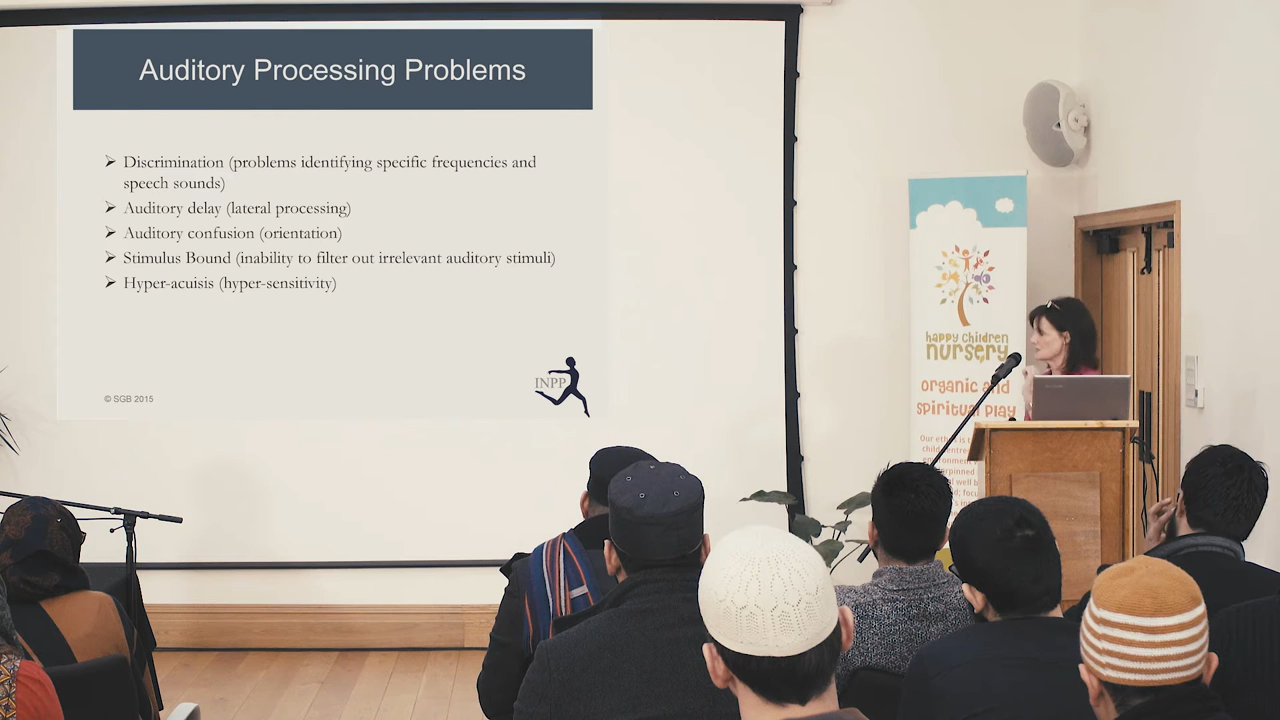 Auditory Processing Problems
➢ Discrimination (problems identifying specific frequencies and
speech sounds)
➢ Auditory delay (lateral processing)
➢ Auditory confusion (orientation)
➢ Stimulus Bound (inability to filter out irrelevant auditory stimuli)
➢ Hyper-acuisis (hyper-sensitivity)
INPP
© SGB 2015
happy children
nursery
organic and
spiritual play
Our